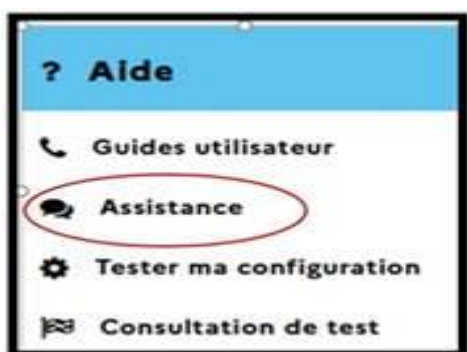 ? Aide
Guides utilisateur
Assistance
Tester ma configuration
Consultation de test